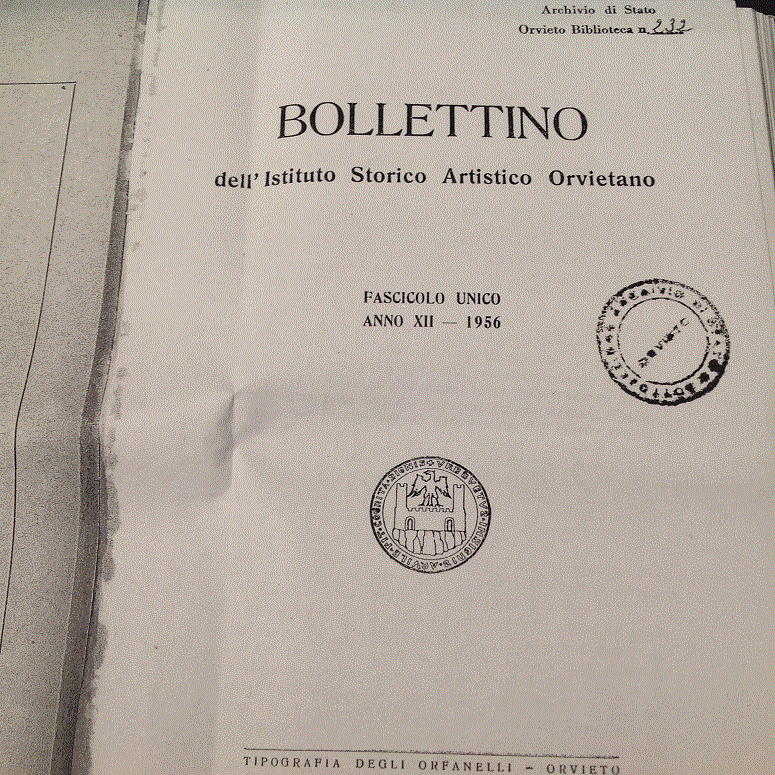 Archivio di Stato
Orvieto Biblioteca n. 232
BOLLETTINO
dell' Istituto Storico Artistico Orvietano
FASCICOLO UNICO
ANNO XII — 1956
ORVIETO
TIPOGRAFIA DEGLI ORFANELLI - ORVIETO